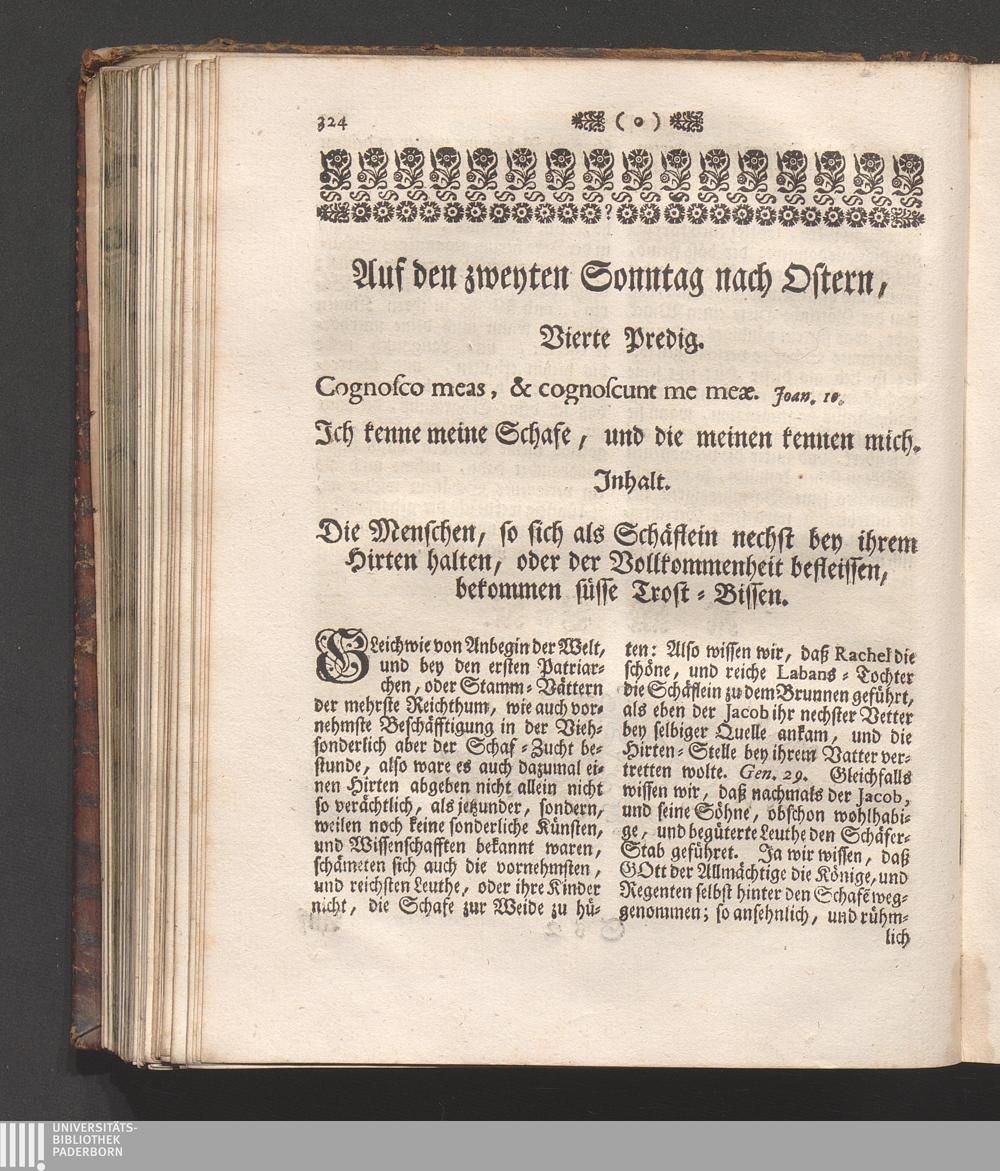 324
( o )
Auf den zweyten Sonntag nach Ostern,
Vierte Predig.
Cognosco meas, & cognoscunt me meæ. Joan. 10.
Ich kenne meine Schafe, und die meinen kennen mich.
Inhalt.
Die Menschen, so sich als Schäflein nechst bey ihrem
Hirten halten, oder der Vollkommenheit befleissen,
bekommen süsse Trost-Bissen.
Gleichwie von Anbegin der Welt,
und bey den ersten Patriar-
chen, oder Stamm-Vättern
der mehrste Reichthum, wie auch vor-
nehmste Beschäfftigung in der Vieh-
sonderlich aber der Schaf-Zucht be-
stunde, also ware es auch dazumal ei-
nen Hirten abgeben nicht allein nicht
so verächtlich, als jetzunder, sondern,
weilen noch keine sonderliche Künsten,
und Wissenschafften bekannt waren,
schämeten sich auch die vornehmsten,
und reichsten Leuthe, oder ihre Kinder
nicht, die Schafe zur Weide zu hü-
ten: Also wissen wir, daß Rachel die
schöne, und reiche Labans-Tochter
die Schäflein zu dem Brunnen geführt,
als eben der Jacob ihr nechster Vetter
bey selbiger Quelle ankam, und die
Hirten-Stelle bey ihrem Vatter ver-
tretten wolte. Gen. 29. Gleichfalls
wissen wir, daß nachmals der Jacob,
und seine Söhne, obschon wohlhabi-
ge, und begüterte Leuthe den Schäfer-
Stab geführet. Ja wir wissen, daß
GOtt der Allmächtige die Könige, und
Regenten selbst hinter den Schafẽ weg-
genommen; so ansehnlich, und rühm-
lich
UNIVERSITÄTS-
BIBLIOTHEK
PADERBORN